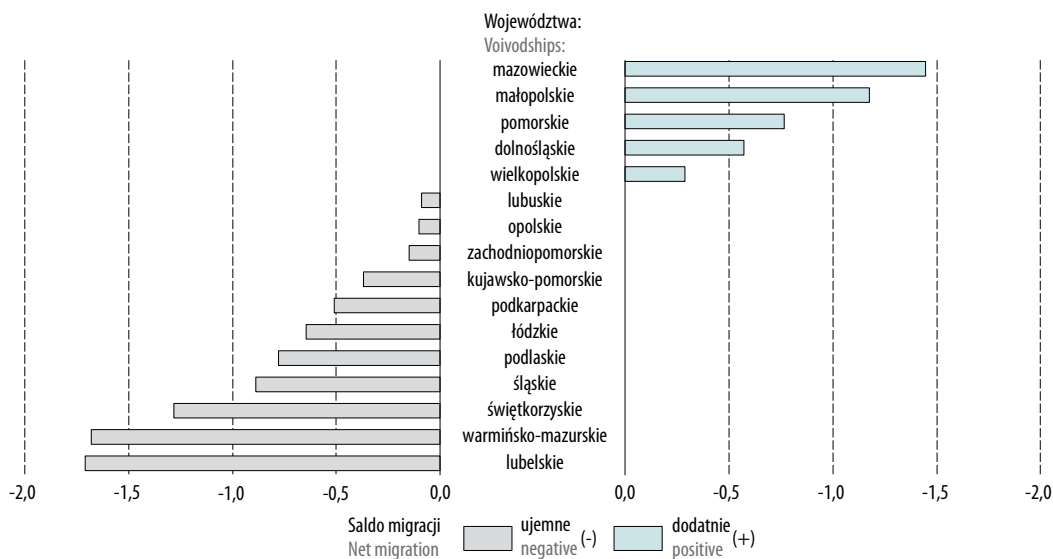 Województwa:
Voivodships:
mazowieckie
małopolskie
pomorskie
dolnośląskie
wielkopolskie
lubuskie
opolskie
zachodniopomorskie
kujawsko-pomorskie
podkarpackie
łódzkie
podlaskie
śląskie
świętkorzyskie
warmińsko-mazurskie
lubelskie
-2,0 -1,5 -1,0 -0,5 0,0 0,0 -0,5 -1,0 -1,5 -2,0
Saldo migracji ujemne (-) dodatnie (+)
Net migration negative positive